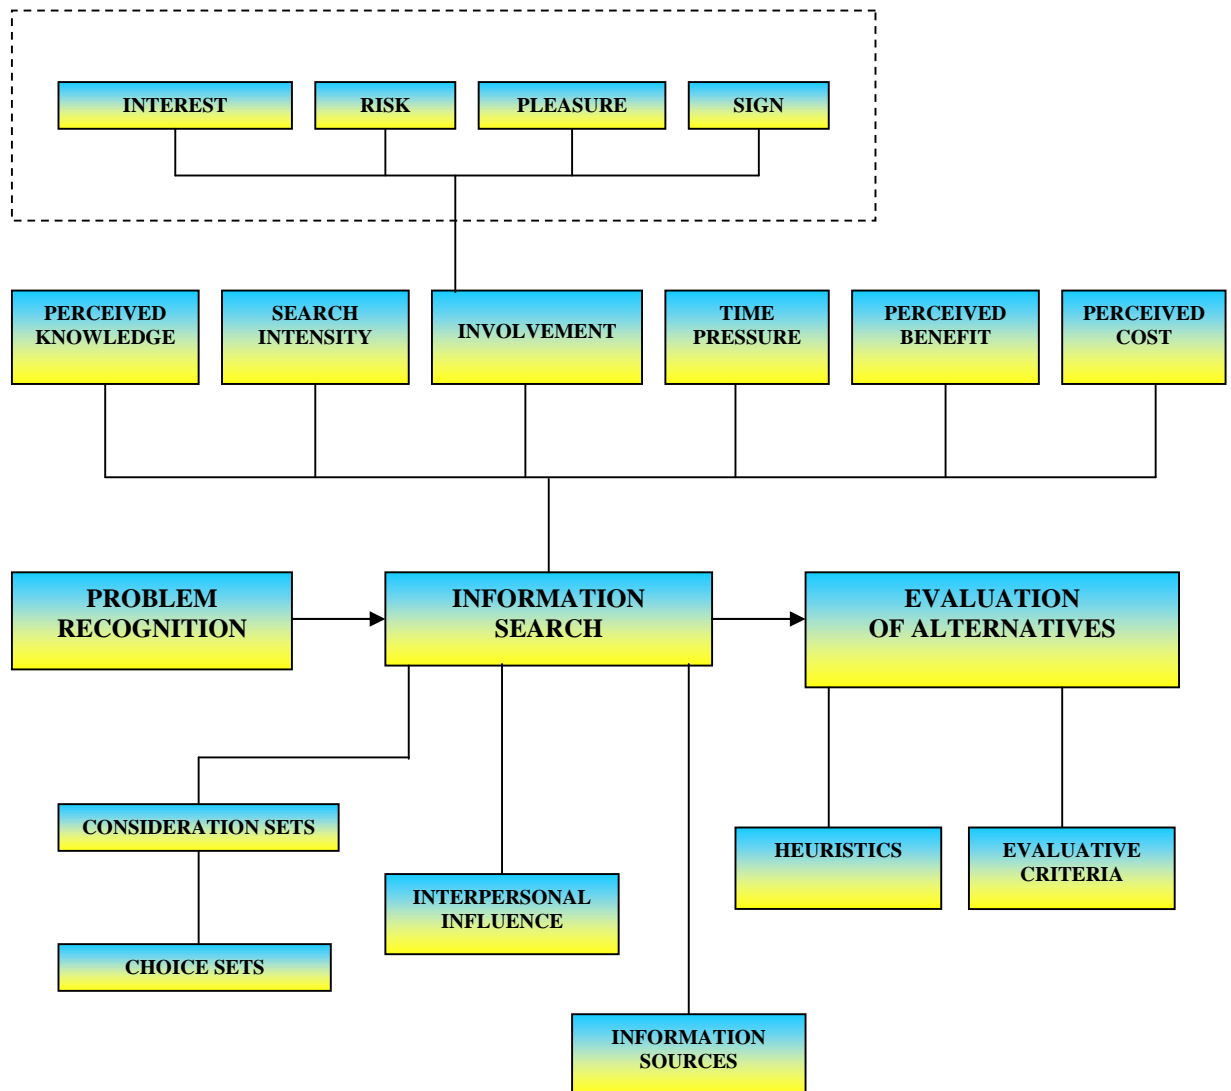 INTEREST
RISK
PLEASURE
SIGN
PERCEIVED
KNOWLEDGE
SEARCH
INTENSITY
INVOLVEMENT
TIME
PRESSURE
PERCEIVED
BENEFIT
PERCEIVED
COST
PROBLEM
RECOGNITION
INFORMATION
SEARCH
EVALUATION
OF ALTERNATIVES
CONSIDERATION SETS
CHOICE SETS
INTERPERSONAL
INFLUENCE
INFORMATION
SOURCES
HEURISTICS
EVALUATIVE
CRITERIA